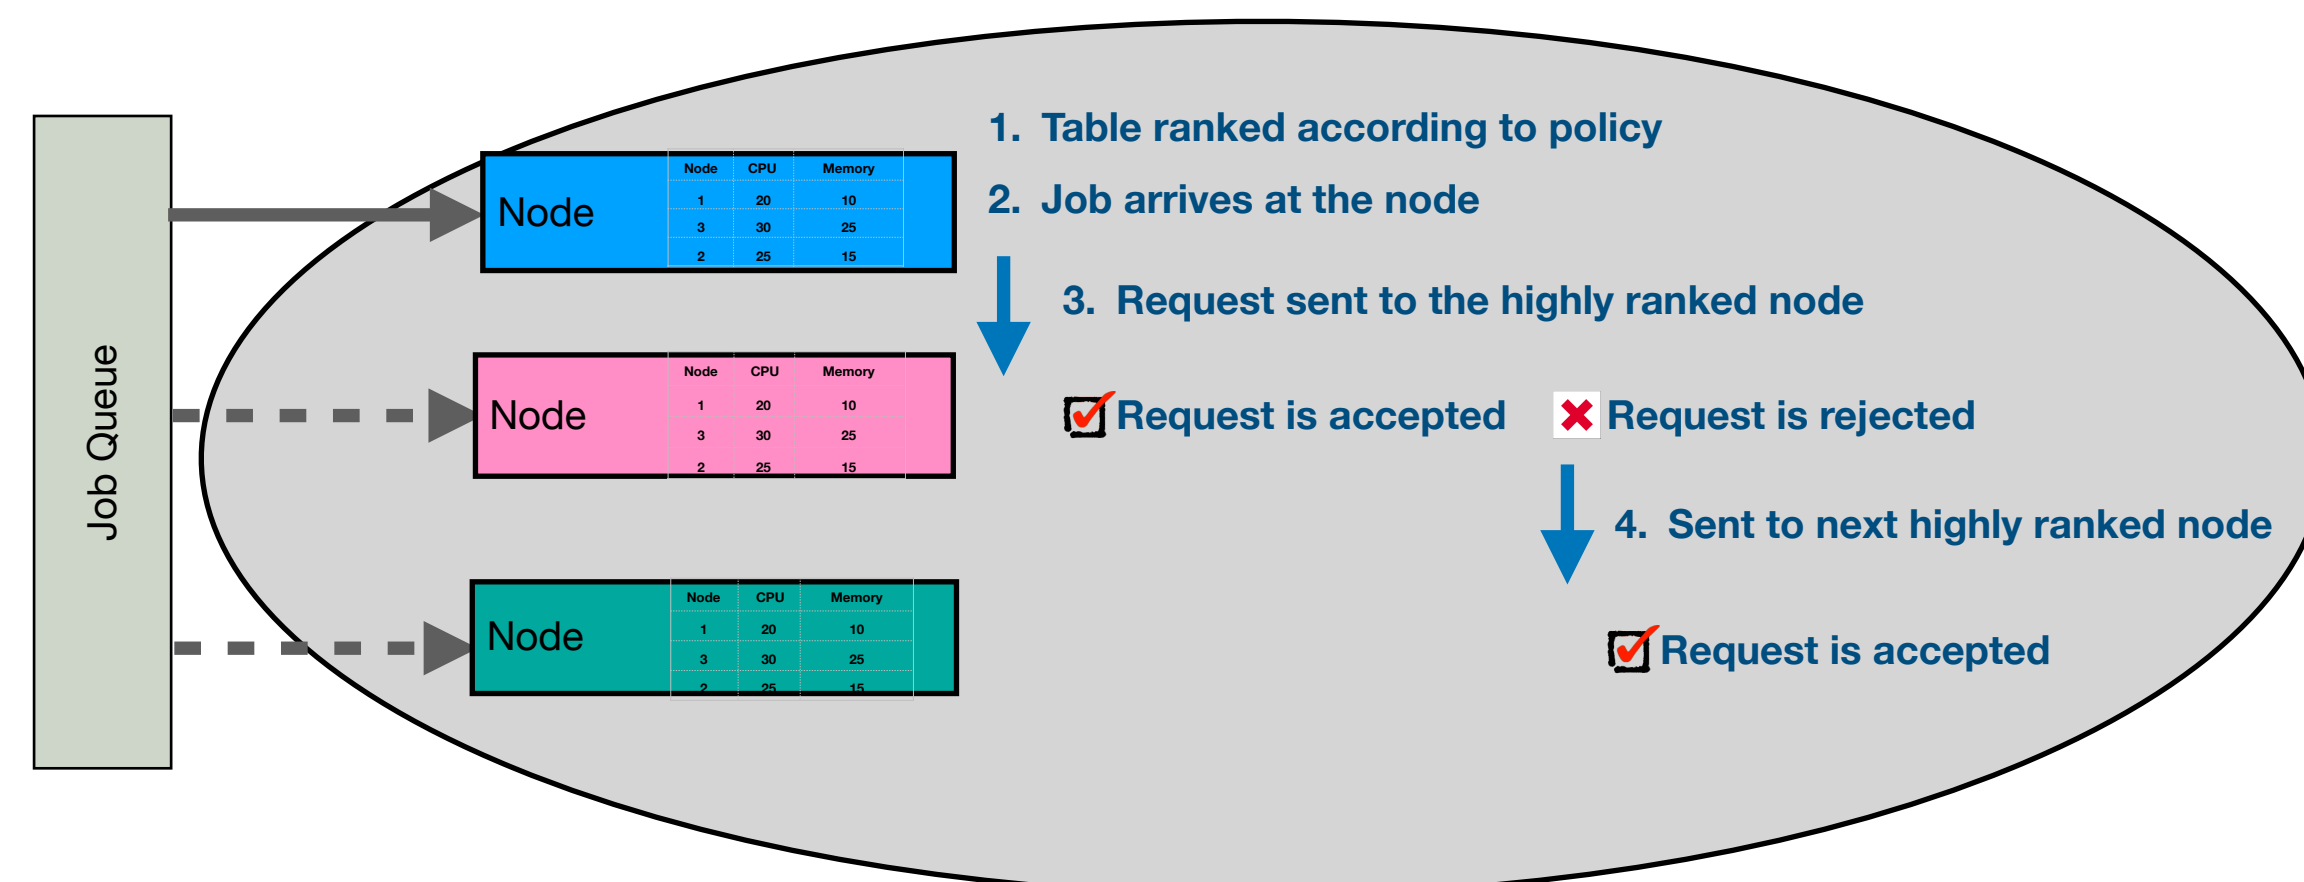 Job Queue
Node
Node CPU Memory
1 20 10
3 30 25
2 25 15
Node
Node CPU Memory
1 20 10
3 30 25
2 25 15
Node
Node CPU Memory
1 20 10
3 30 25
2 25 15
1. Table ranked according to policy
2. Job arrives at the node
3. Request sent to the highly ranked node
Request is accepted
Request is rejected
4. Sent to next highly ranked node
Request is accepted